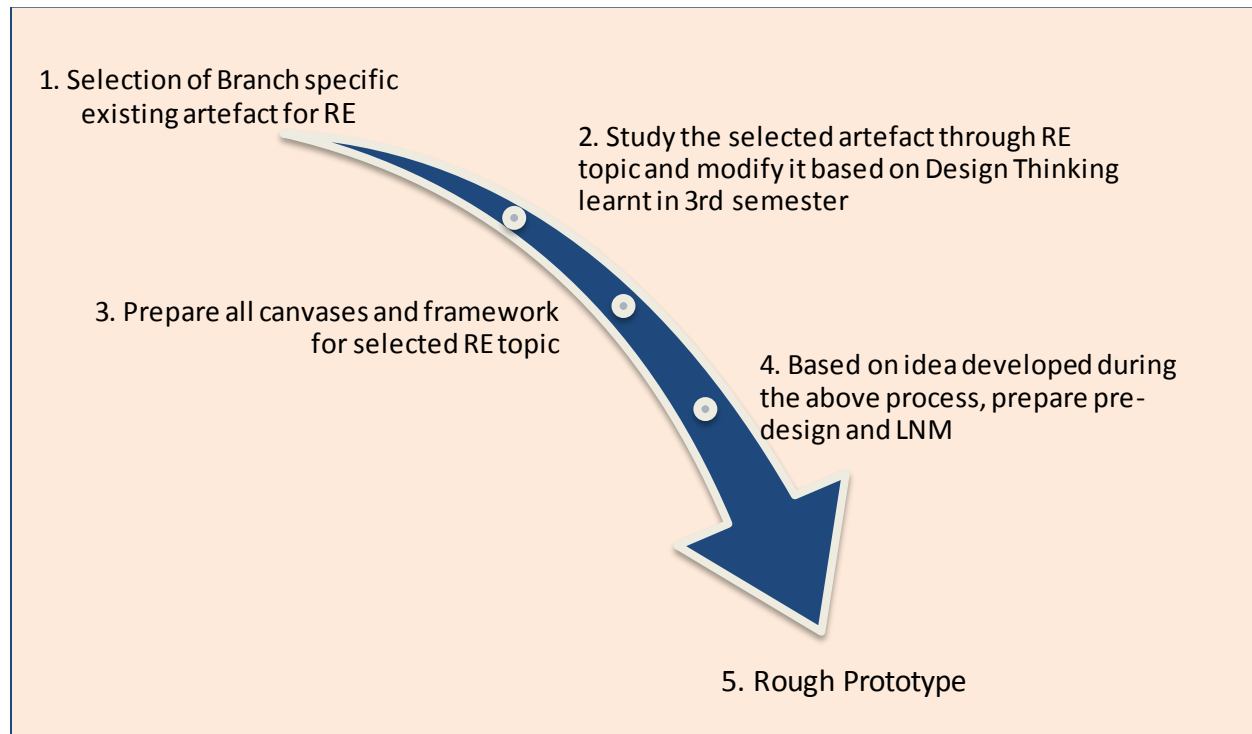 1. Selection of Branch specific
existing artefact for RE
2. Study the selected artefact through RE
topic and modify it based on Design Thinking
learnt in 3rd semester
3. Prepare all canvases and framework
for selected RE topic
4. Based on idea developed during
the above process, prepare pre-
design and LNM
5. Rough Prototype